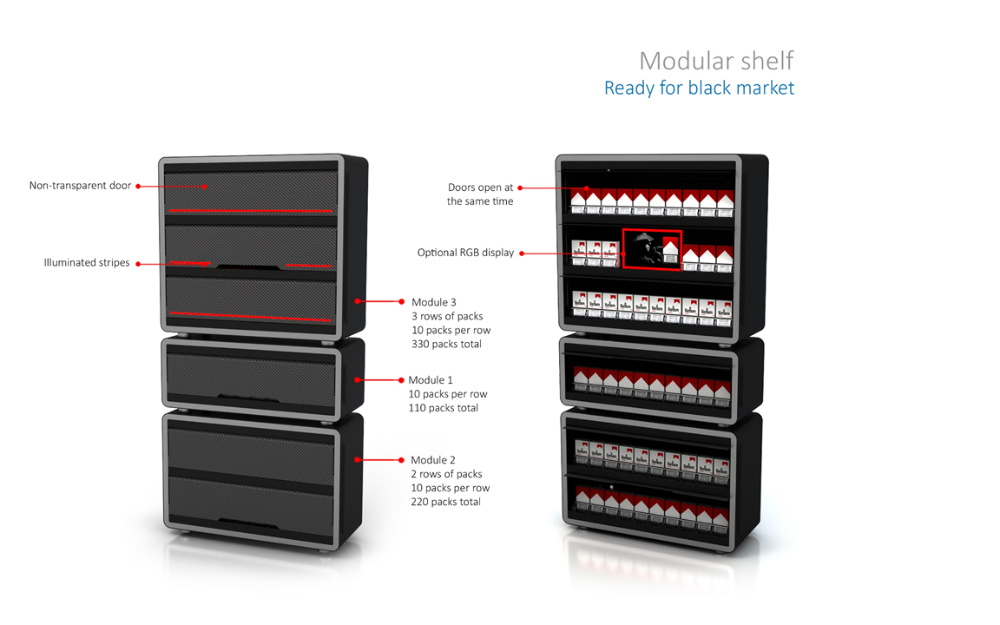 Modular shelf
Ready for black market
Non-transparent door
Illuminated stripes
Module 3
3 rows of packs
10 packs per row
330 packs total
Module 1
10 packs per row
110 packs total
Module 2
2 rows of packs
10 packs per row
220 packs total
Doors open at
the same time
Optional RGB display